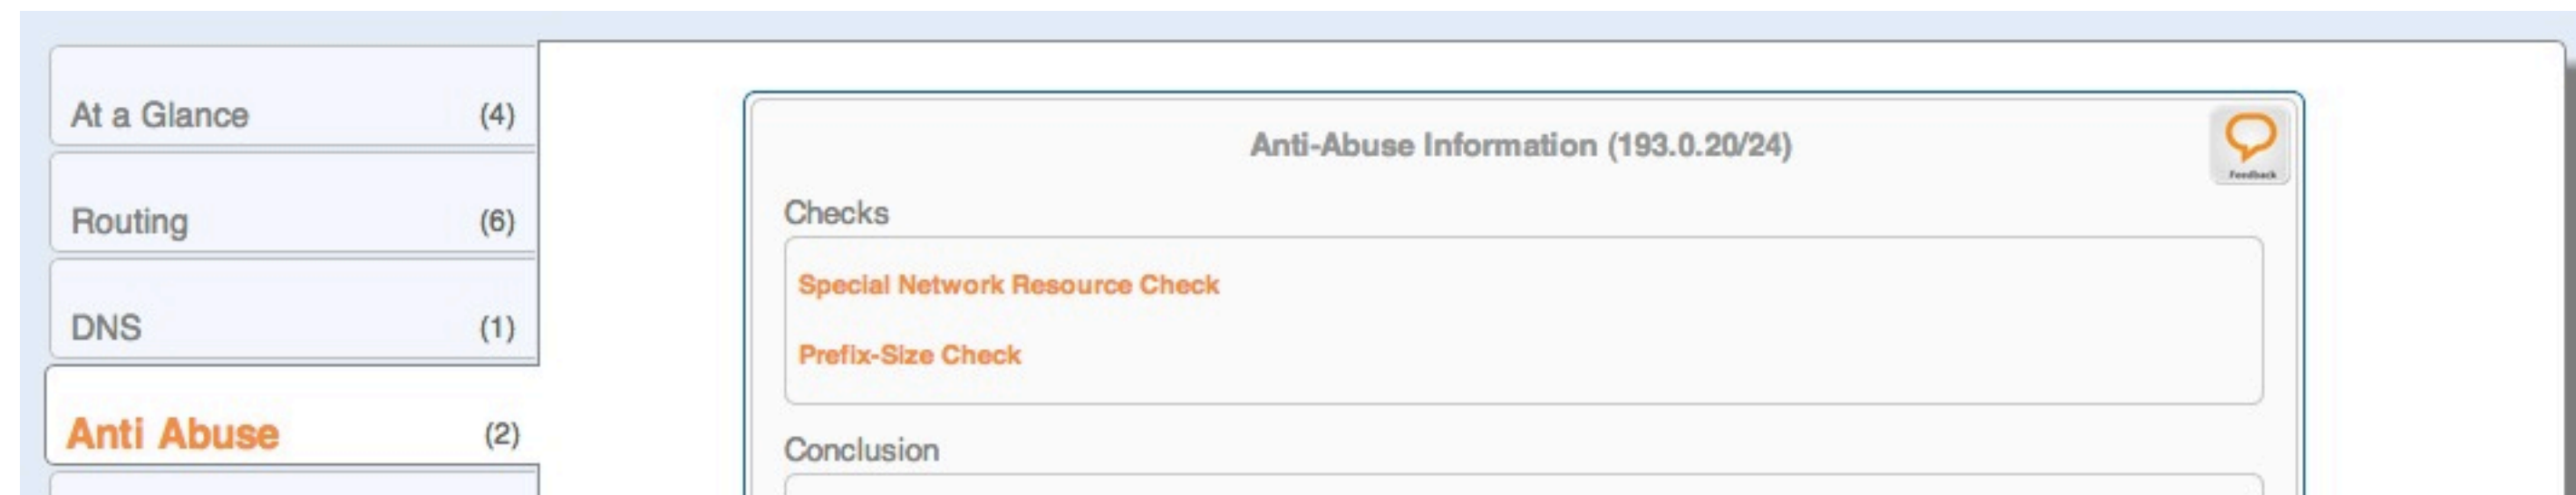 At a Glance (4)
Routing (6)
DNS (1)
Anti Abuse (2)
Anti-Abuse Information (193.0.20/24)
Feedback
Checks
Special Network Resource Check
Prefix-Size Check
Conclusion